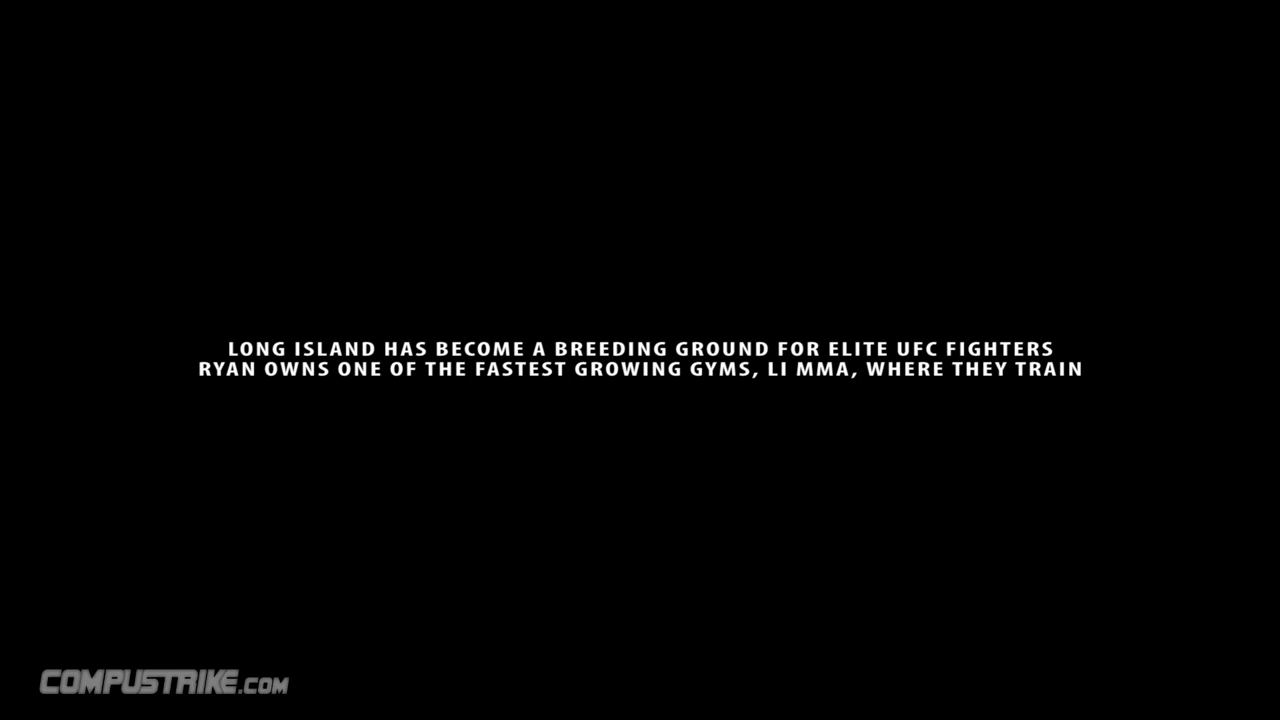 LONG ISLAND HAS BECOME A BREEDING GROUND FOR ELITE UFC FIGHTERS
RYAN OWNS ONE OF THE FASTEST GROWING GYMS, LI MMA, WHERE THEY TRAIN
COMPUSTRIKE.COM